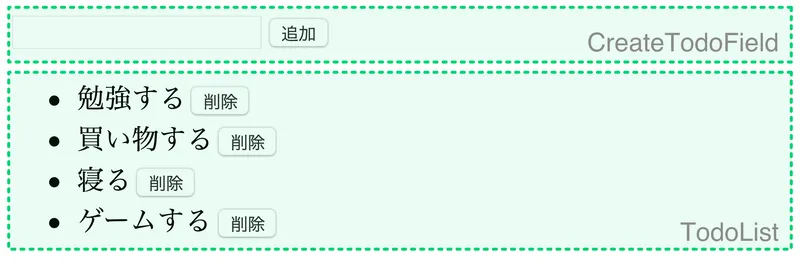 追加
CreateTodoField
勉強する 削除
買い物する 削除
寝る 削除
ゲームする 削除
TodoList